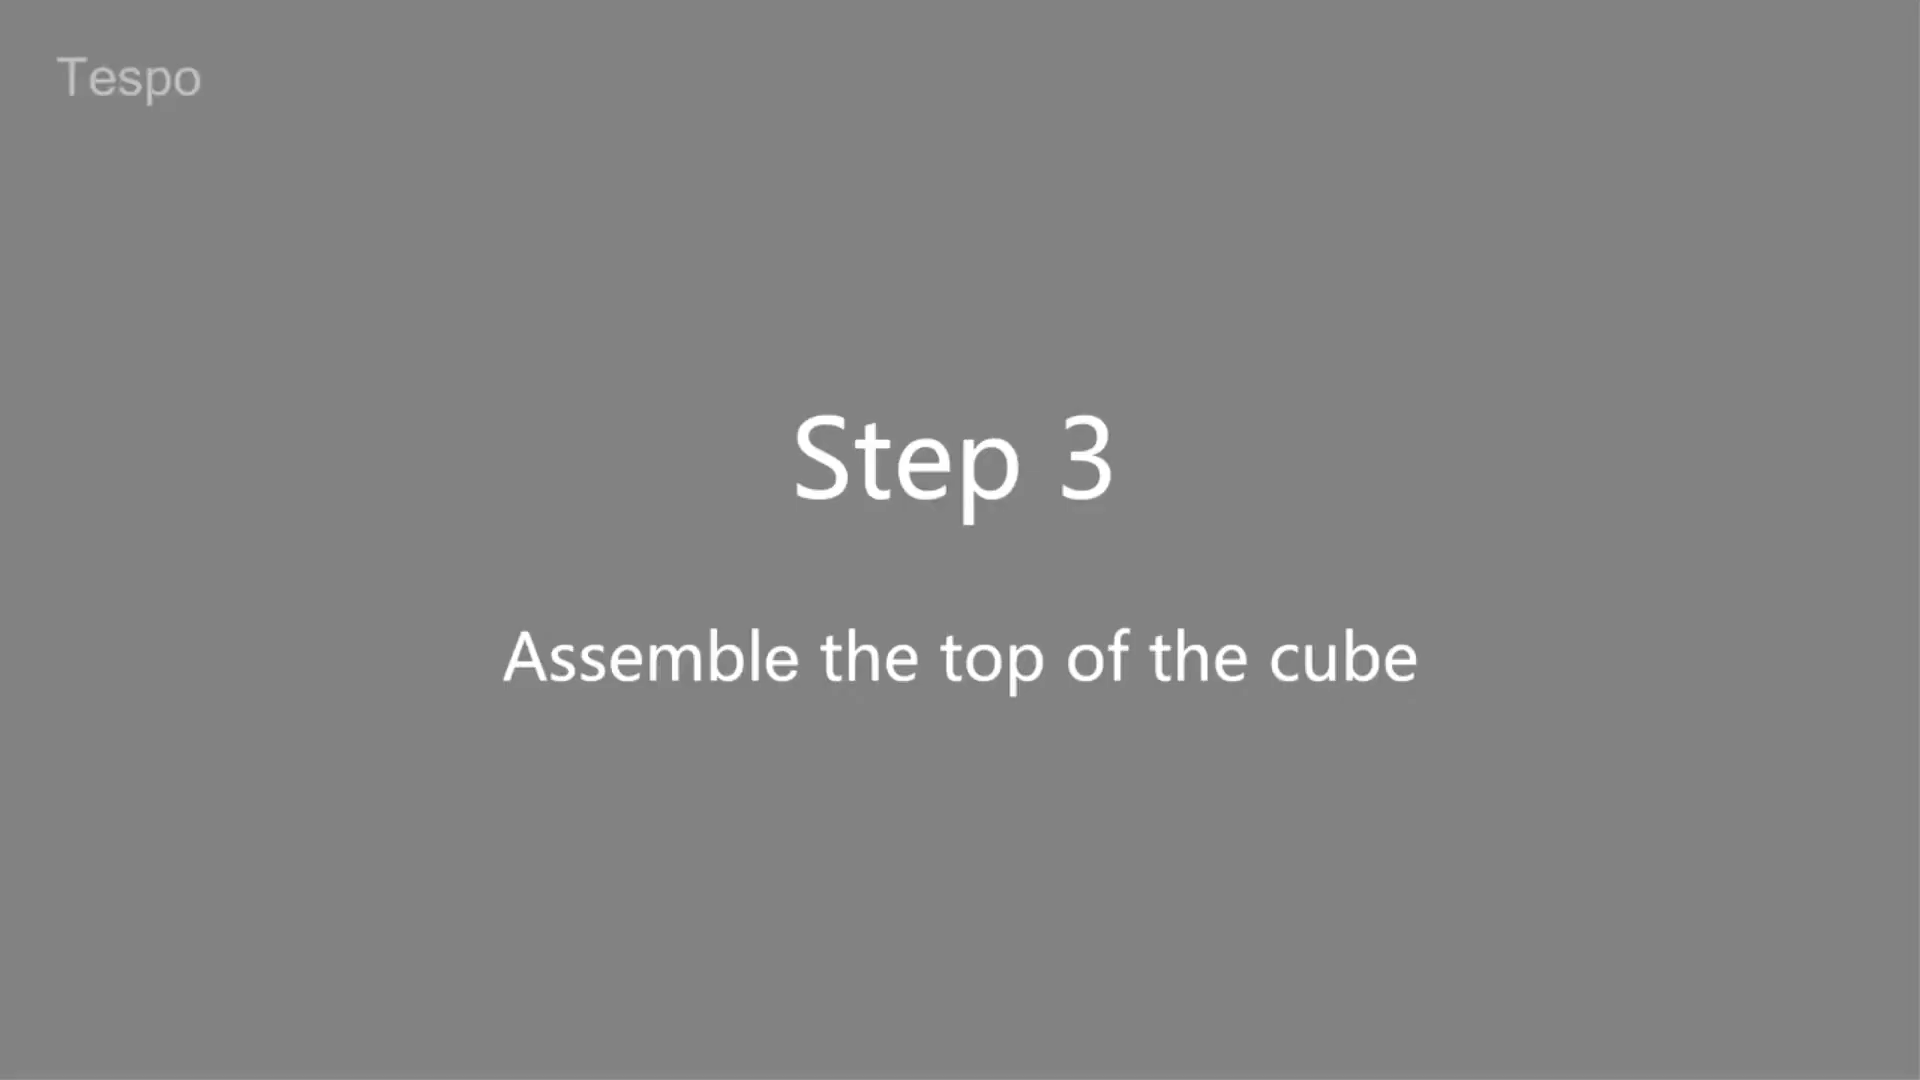 Tespo
Step 3
Assemble the top of the cube